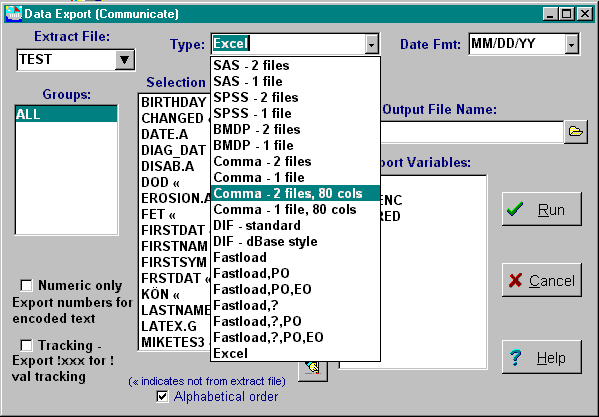 Data Export (Communicate)
Extract File:
Type:
Excel
Date Fmt:
MM/DD/YY
TEST
Groups:
ALL
Selection
BIRTHDAY
CHANGED
DATE.A
DIAG_DAT
DISAB.A
DOD «
EROSION.A
FET «
FIRSTDAT «
FIRSTNAM
FIRSTSYM
FRSTDAT «
KÖN «
LASTNAME
LATEX.G
MIKETES3
SAS - 2 files
SAS - 1 file
SPSS - 2 files
SPSS - 1 file
BMDP - 2 files
BMDP - 1 file
Comma - 2 files
Comma - 1 file
Comma - 2 files, 80 cols
Comma - 1 file, 80 cols
DIF - standard
DIF - dBase style
Fastload
Fastload,PO
Fastload,PO,EO
Fastload,?
Fastload,?,PO
Fastload,?,PO,EO
Excel
Output File Name:
port Variables:
ENC
RED
Run
Cancel
Help
Numeric only
Export numbers for
encoded text
Tracking -
Export !xxx for !
val tracking
(« indicates not from extract file)
Alphabetical order